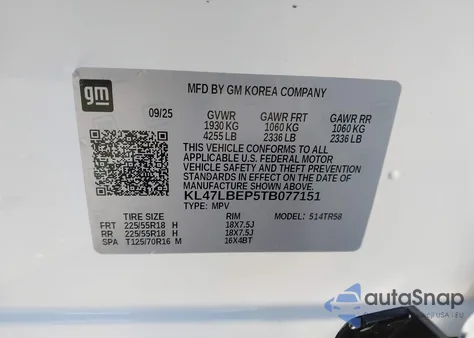 gm
MFD BY GM KOREA COMPANY
09/25 GVWR GAWR FRT GAWR RR
1930 KG 1060 KG 1060 KG
4255 LB 2336 LB 2336 LB
THIS VEHICLE CONFORMS TO ALL
APPLICABLE U.S. FEDERAL MOTOR
VEHICLE SAFETY AND THEFT PREVENTION
STANDARDS IN EFFECT ON THE DATE OF
MANUFACTURE SHOWN ABOVE.
KL47LBEP5TB077151
TYPE: MPV MODEL: 514TR58
TIRE SIZE RIM
FRT 225/55R18 H 18X7.5J
RR 225/55R18 H 18X7.5J
SPA T125/70R16 M 16X4BT
autoSnap